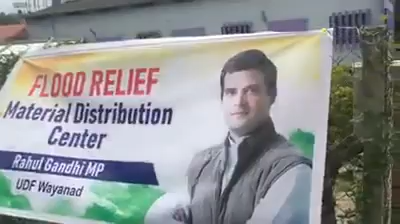 FLOOD RELIEF
Material Distribution
Center
Rahul Gandhi MP
UDF Wayanad